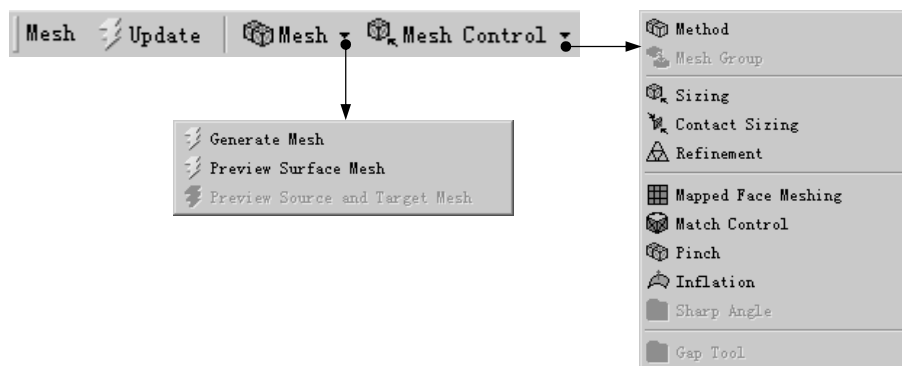 Mesh Update Mesh Mesh Control
Generate Mesh
Preview Surface Mesh
Preview Source and Target Mesh
Method
Mesh Group
Sizing
Contact Sizing
Refinement
Mapped Face Meshing
Match Control
Pinch
Inflation
Sharp Angle
Gap Tool